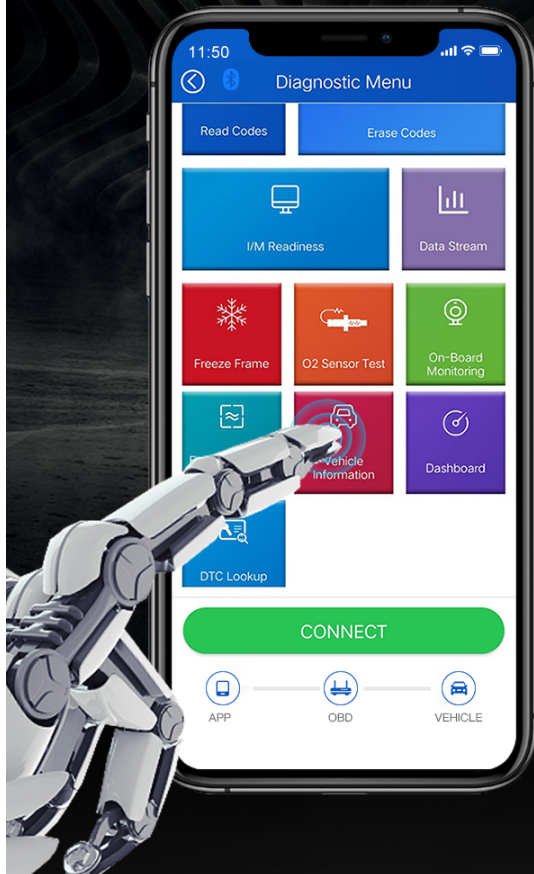 11:50
Diagnostic Menu
Read Codes
Erase Codes
I/M Readiness
Data Stream
Freeze Frame
O2 Sensor Test
On-Board
Monitoring
Vehicle
Information
Dashboard
DTC Lookup
CONNECT
APP
OBD
VEHICLE